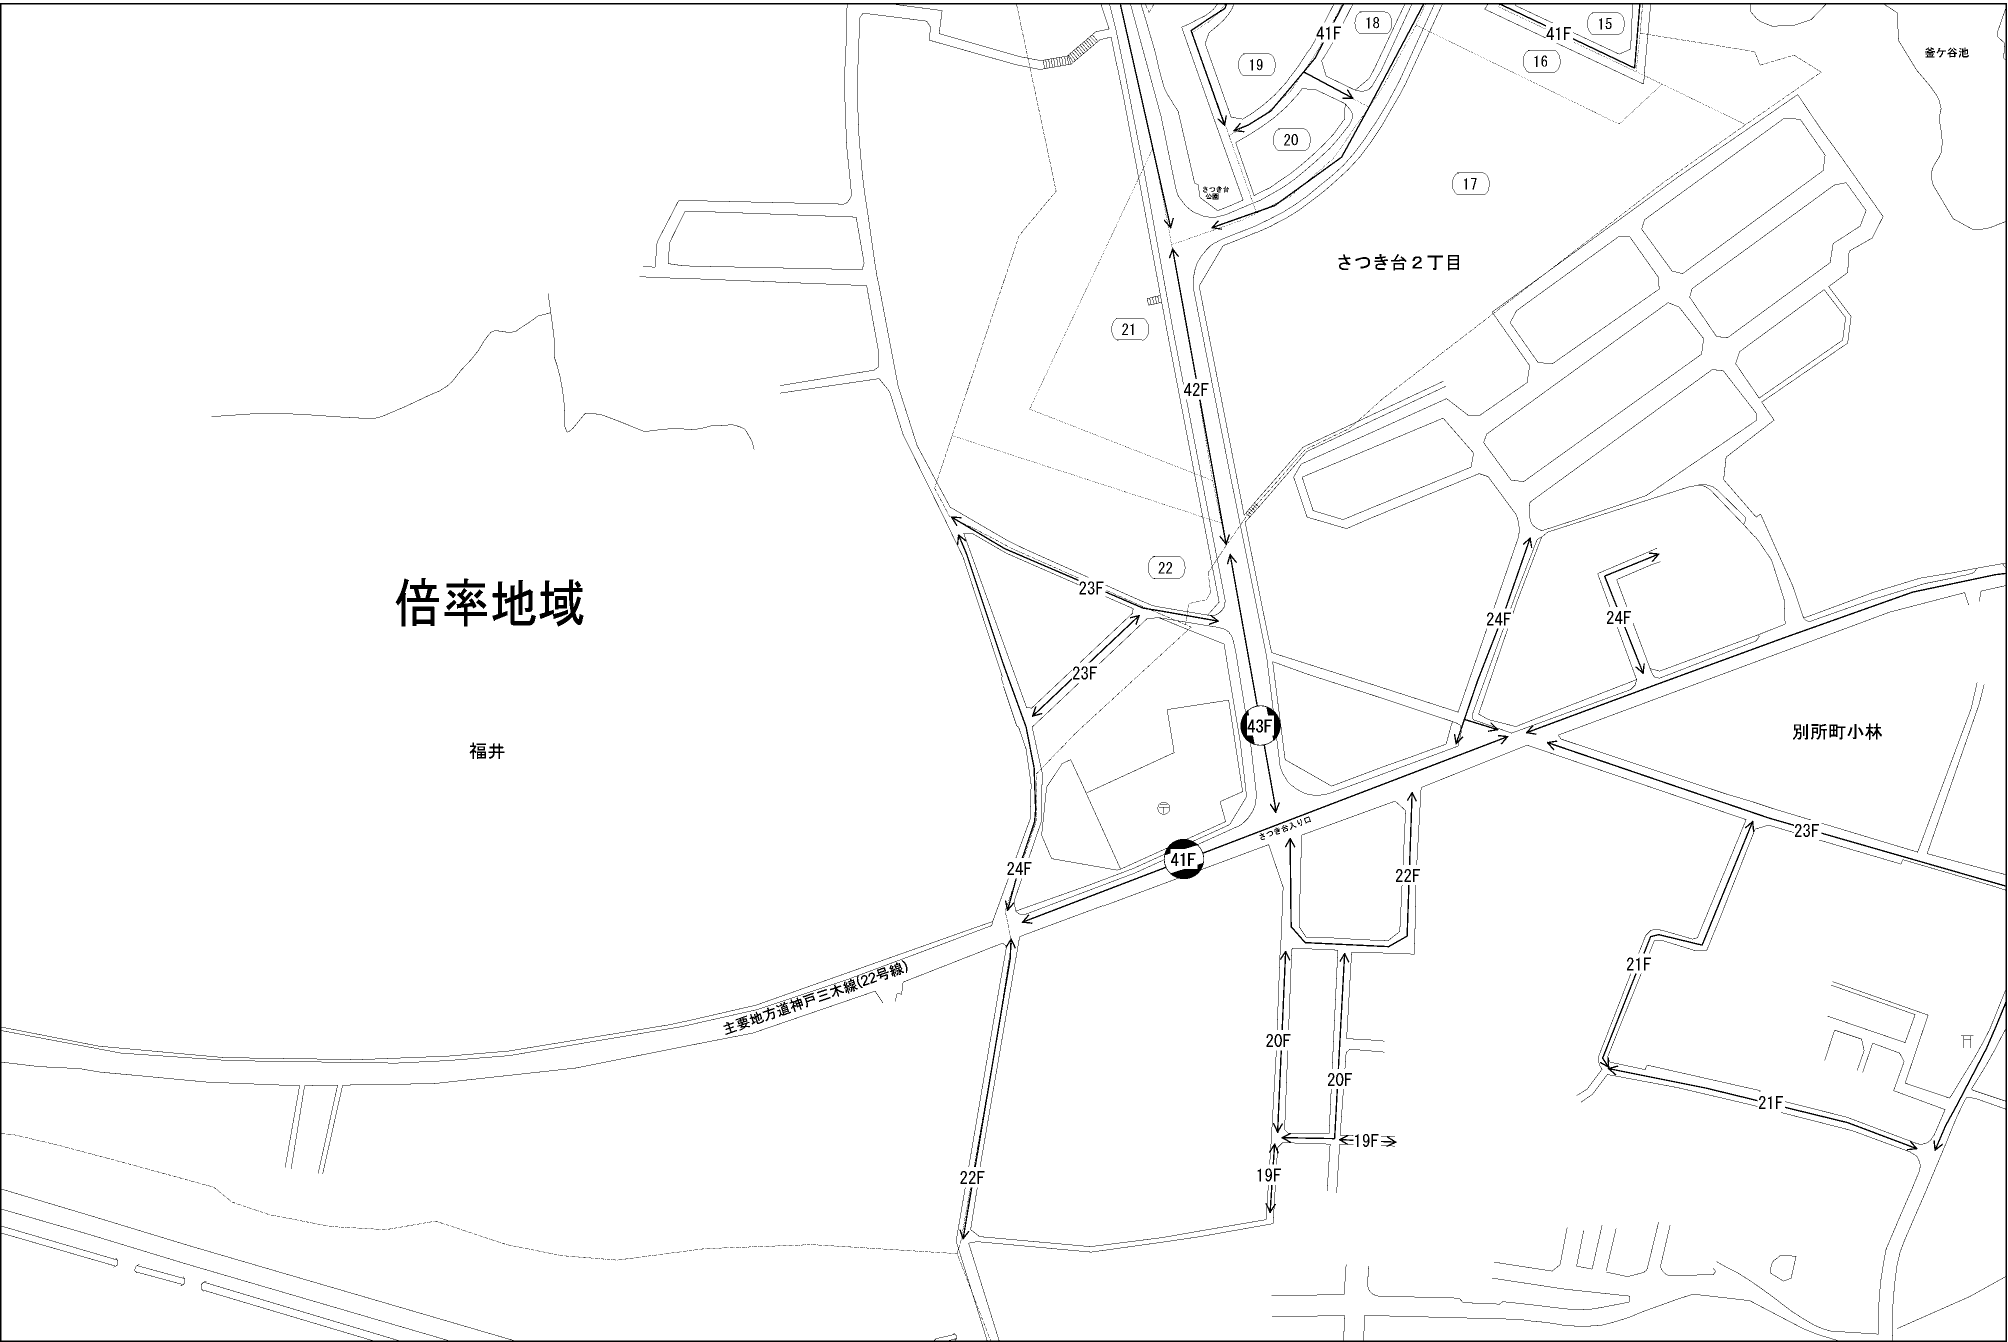 18
15
41F
41F
釜ケ谷池
19
16
20
17
さつき台
公園
さつき台２丁目
21
42F
22
23F
倍率地域
24F
24F
23F
43F
別所町小林
福井
〒
さつき台入り口
23F
41F
24F
22F
21F
主要地方道神戸三木線(22号線)
20F
20F
21F
19F
19F
22F